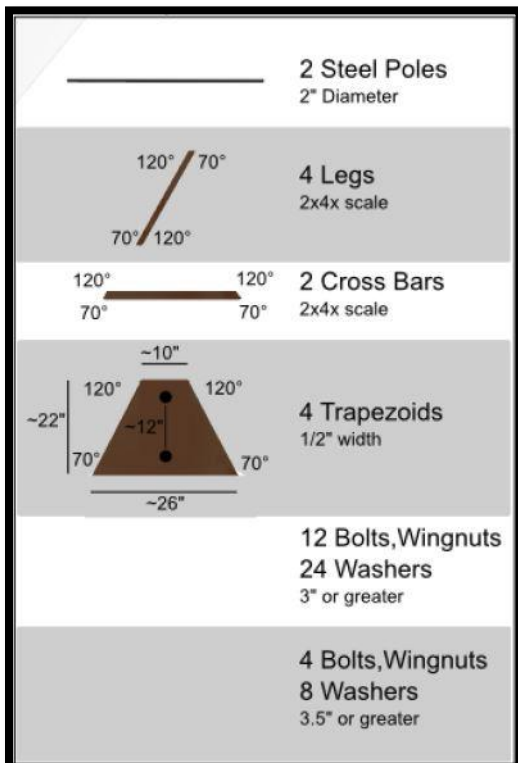 2 Steel Poles
2" Diameter
120° 70°
70° 120°
4 Legs
2x4x scale
120° 120°
70° 70°
2 Cross Bars
2x4x scale
~10"
120° 120°
~22"
~12"
70° 70°
~26"
4 Trapezoids
1/2" width
12 Bolts,Wingnuts
24 Washers
3" or greater
4 Bolts,Wingnuts
8 Washers
3.5" or greater